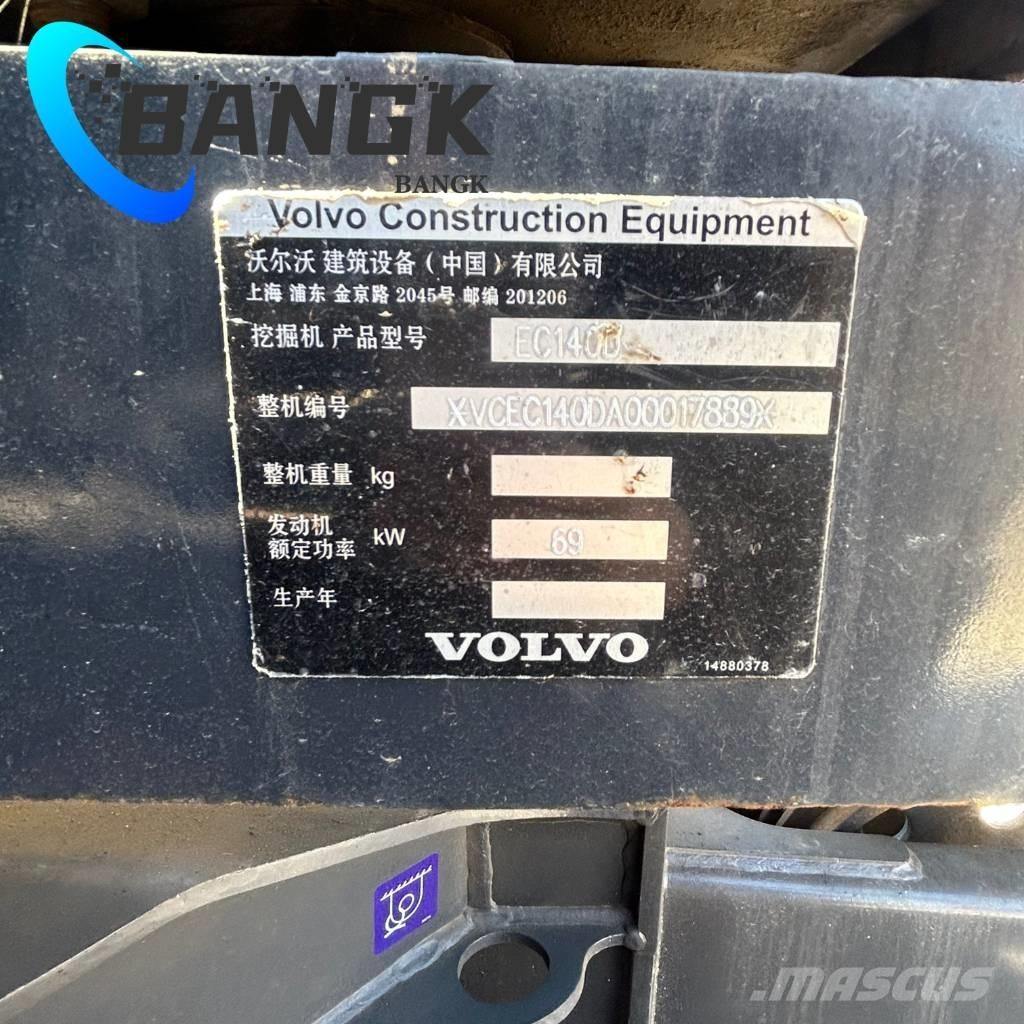 BANGK
BANGK
Volvo Construction Equipment
沃尔沃 建筑设备（中国）有限公司
上海 浦东 金京路 2045号 邮编 201206
挖掘机 产品型号 EC140D
整机编号 XVCEC140DA00017889X
整机重量 kg
发动机
额定功率 kW 69
生产年
VOLVO
14880378
.MASCUS